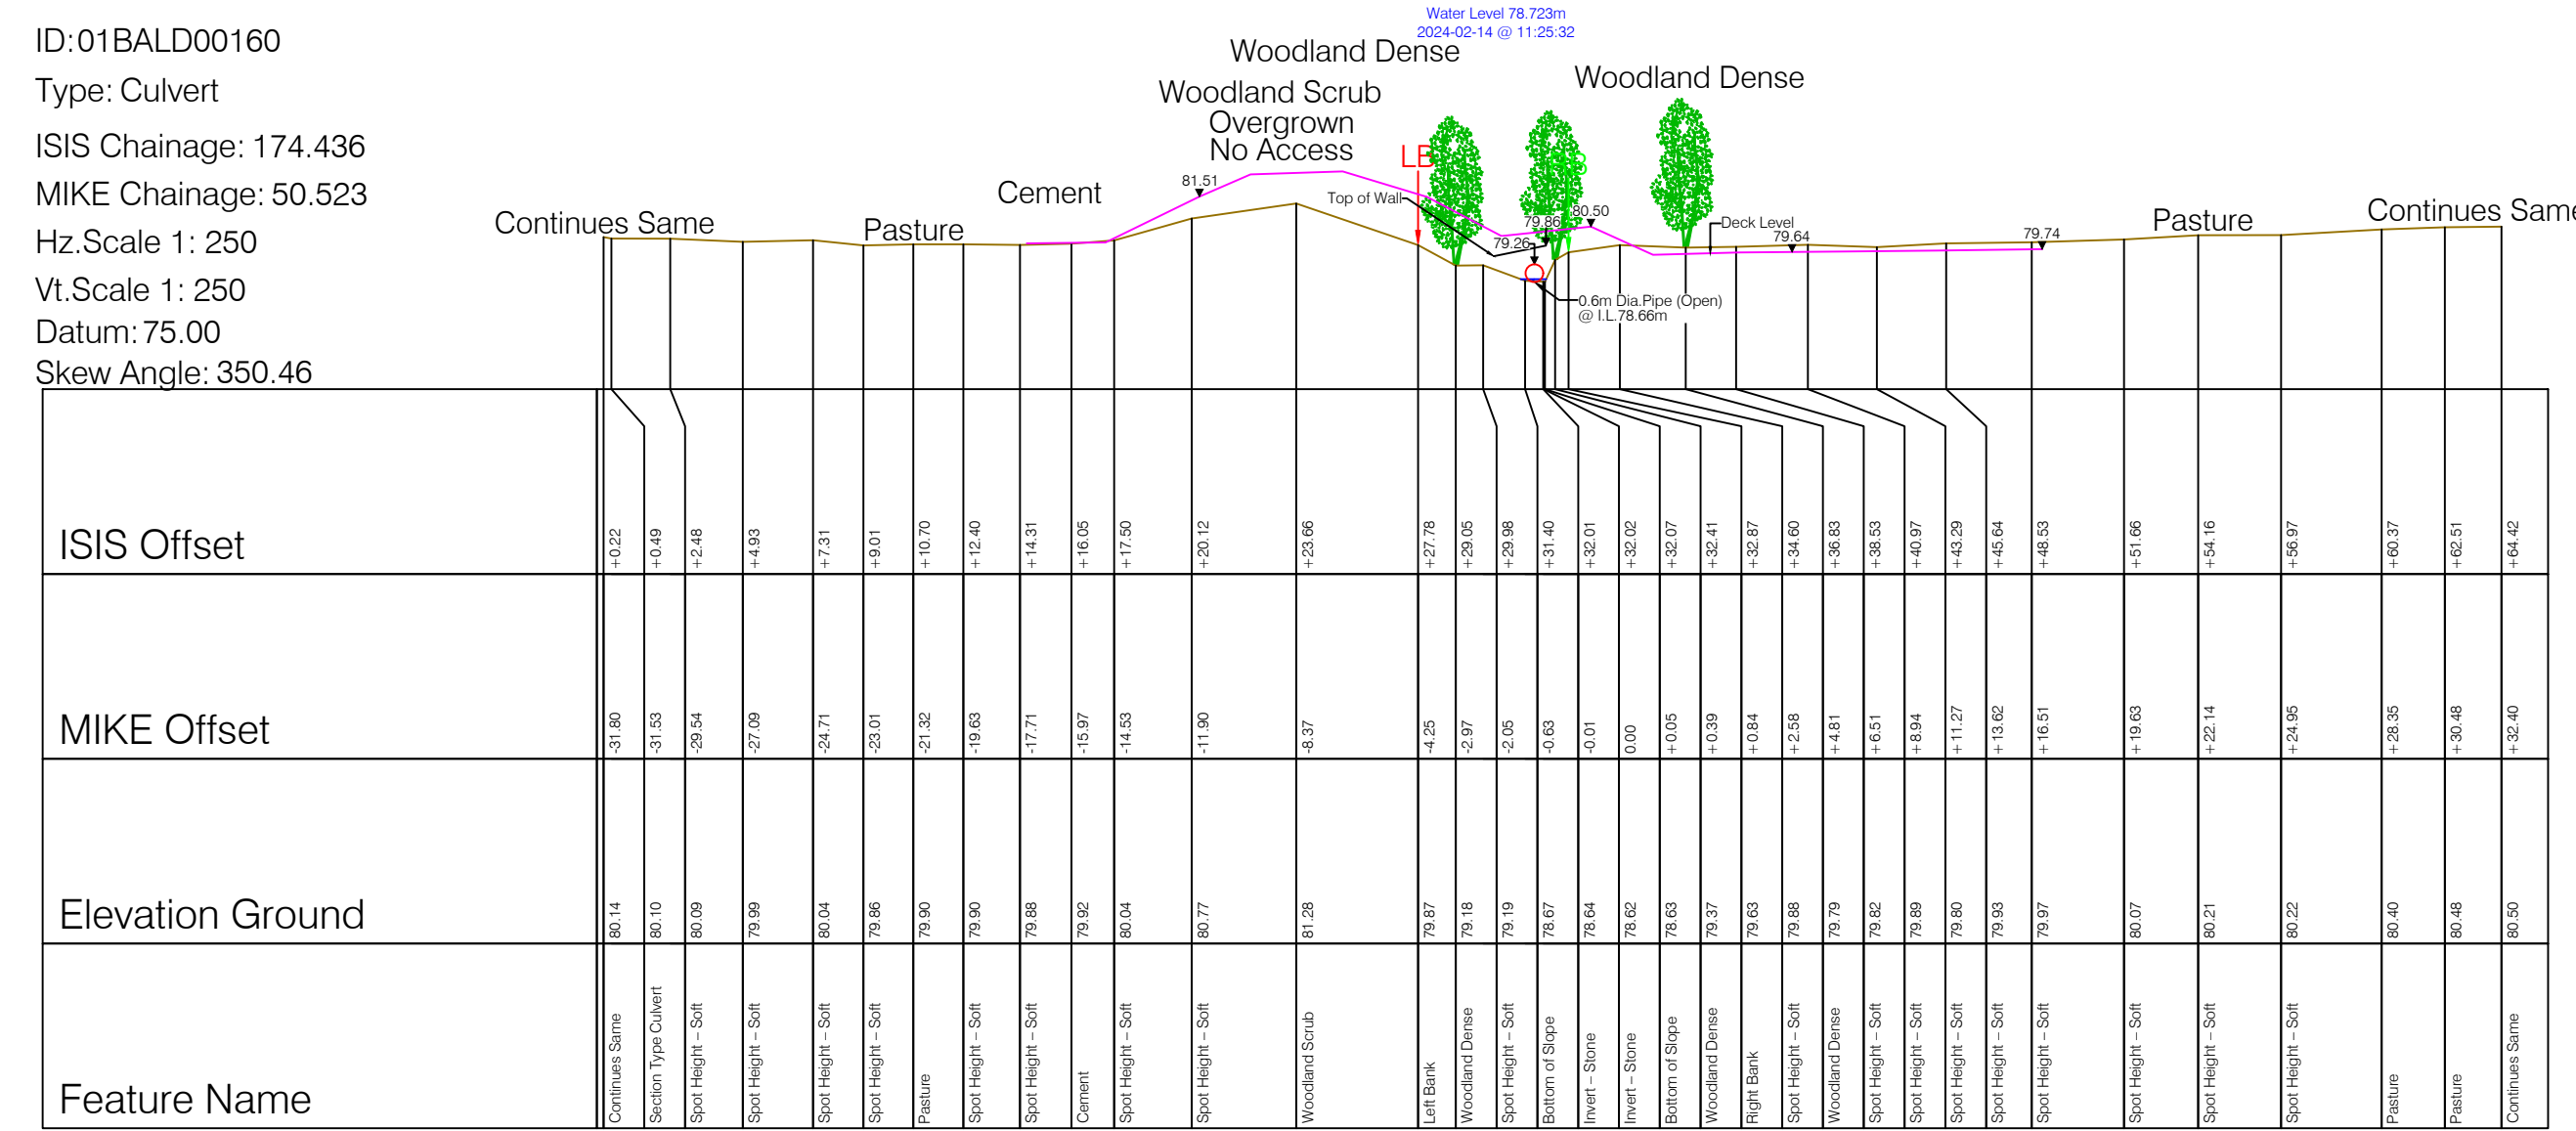 Water Level 78.723m
2024-02-14 @ 11:25:32
ID:01BALD00160
Type: Culvert
ISIS Chainage: 174.436
MIKE Chainage: 50.523
Hz.Scale 1: 250
Vt.Scale 1: 250
Datum: 75.00
Skew Angle: 350.46
Continues Same
Pasture
Cement
Woodland Dense
Woodland Scrub
Overgrown
No Access
81.51
Top of Wall
LB
79.26
79.86
80.50
Woodland Dense
Deck Level
79.64
0.6m Dia.Pipe (Open)
@ I.L.78.66m
79.74
Pasture
Continues Same
ISIS Offset +0.22 +0.49 +2.48 +4.93 +7.31 +9.01 +10.70 +12.40 +14.31 +16.05 +17.50 +20.12 +23.66 +27.78 +29.05 +29.98 +31.40 +32.01 +32.02 +32.07 +32.41 +32.87 +34.60 +36.83 +38.53 +40.97 +43.29 +45.64 +48.53 +51.66 +54.16 +56.97 +60.37 +62.51 +64.42
MIKE Offset -31.80 -31.53 -29.54 -27.09 -24.71 -23.01 -21.32 -19.63 -17.71 -15.97 -14.53 -11.90 -8.37 -4.25 -2.97 -2.05 -0.63 -0.01 0.00 +0.05 +0.39 +0.84 +2.58 +4.81 +6.51 +8.94 +11.27 +13.62 +16.51 +19.63 +22.14 +24.95 +28.35 +30.48 +32.40
Elevation Ground 80.14 80.10 80.09 79.99 80.04 79.86 79.90 79.90 79.88 79.92 80.04 80.77 81.28 79.87 79.18 79.19 78.67 78.64 78.62 78.63 79.37 79.63 79.88 79.79 79.82 79.89 79.80 79.93 79.97 80.07 80.21 80.22 80.40 80.48 80.50
Feature Name
Continues Same
Section Type Culvert
Spot Height – Soft
Spot Height – Soft
Spot Height – Soft
Spot Height – Soft
Pasture
Spot Height – Soft
Spot Height – Soft
Cement
Spot Height – Soft
Spot Height – Soft
Woodland Scrub
Left Bank
Woodland Dense
Spot Height – Soft
Bottom of Slope
Invert – Stone
Invert – Stone
Bottom of Slope
Woodland Dense
Right Bank
Spot Height – Soft
Woodland Dense
Spot Height – Soft
Spot Height – Soft
Spot Height – Soft
Spot Height – Soft
Spot Height – Soft
Spot Height – Soft
Spot Height – Soft
Spot Height – Soft
Pasture
Pasture
Continues Same